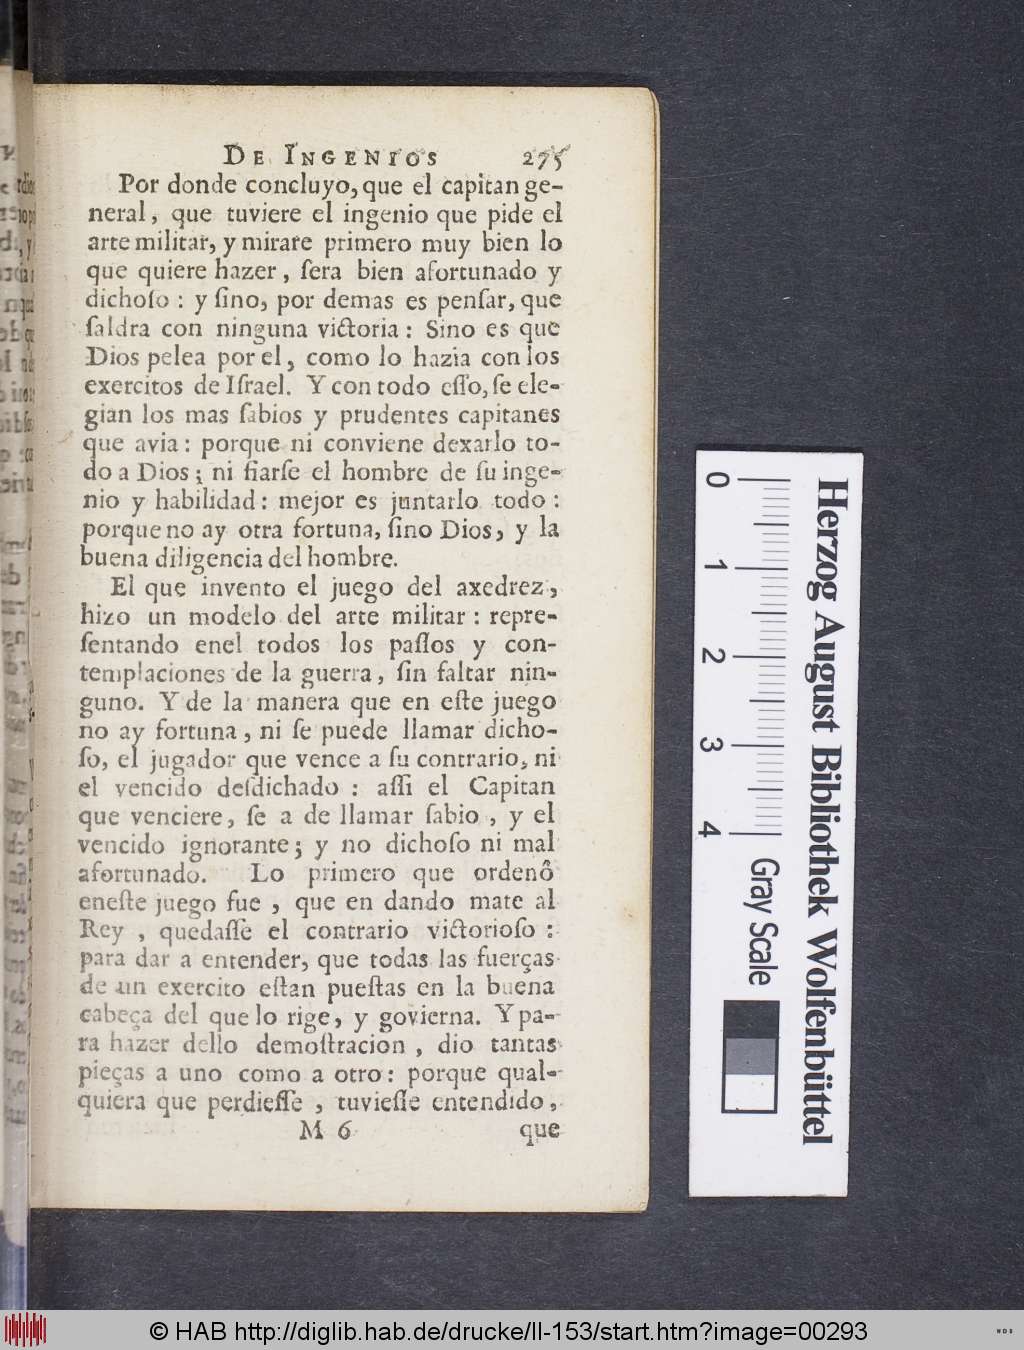 De Ingenios 275
Por donde concluyo, que el capitan ge-
neral, que tuviere el ingenio que pide el
arte militar, y mirare primero muy bien lo
que quiere hazer, ſera bien afortunado y
dichoſo: y ſino, por demas es penſar, que
ſaldra con ninguna victoria: Sino es que
Dios pelea por el, como lo hazia con los
exercitos de Iſrael. Y con todo eſſo, ſe ele-
gian los mas ſabios y prudentes capitanes
que avia: porque ni conviene dexarlo to-
do a Dios; ni fiarſe el hombre de ſu inge-
nio y habilidad: mejor es juntarlo todo:
porque no ay otra fortuna, ſino Dios, y la
buena diligencia del hombre.
El que invento el juego del axedrez,
hizo un modelo del arte militar: repre-
ſentando enel todos los paſſos y con-
templaciones de la guerra, ſin faltar nin-
guno. Y de la manera que en eſte juego
no ay fortuna, ni ſe puede llamar dicho-
ſo, el jugador que vence a ſu contrario, ni
el vencido deſdichado: aſſi el Capitan
que venciere, ſe a de llamar ſabio, y el
vencido ignorante; y no dichoſo ni mal
afortunado. Lo primero que ordenô
eneſte juego fue, que en dando mate al
Rey, quedaſſe el contrario victorioſo:
para dar a entender, que todas las fuerças
de un exercito eſtan pueſtas en la buena
cabeça del que lo rige, y govierna. Y pa-
ra hazer dello demoſtracion, dio tantas
pieças a uno como a otro: porque qual-
quiera que perdieſſe, tuvieſſe entendido,
M 6 que
0 1 2 3 4
Gray Scale
Herzog August Bibliothek Wolfenbüttel
© HAB http://diglib.hab.de/drucke/ll-153/start.htm?image=00293